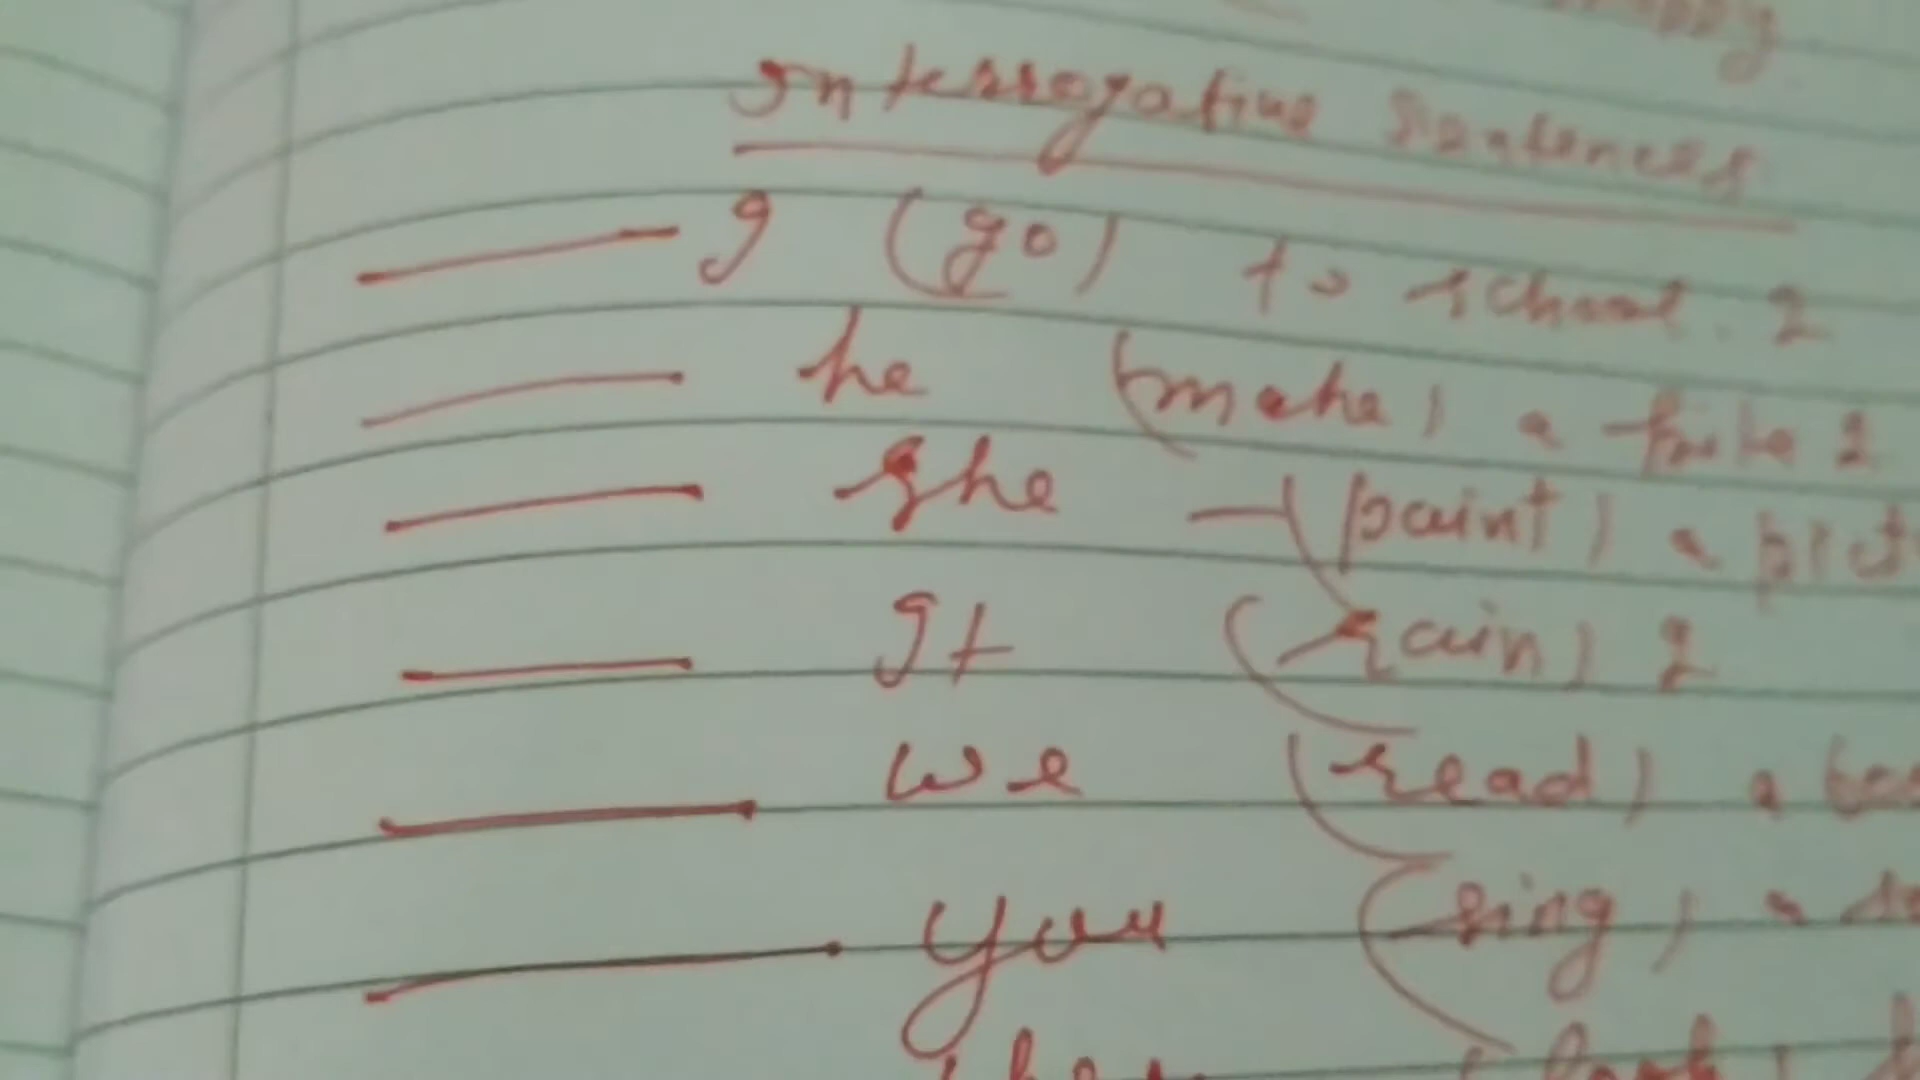 Interrogative Sentences
——— I (go) to school. ?
——— he (make) a kite ?
——— She — (paint) a
——— It (rain) ?
——— we (read) a
——— you (sing) a